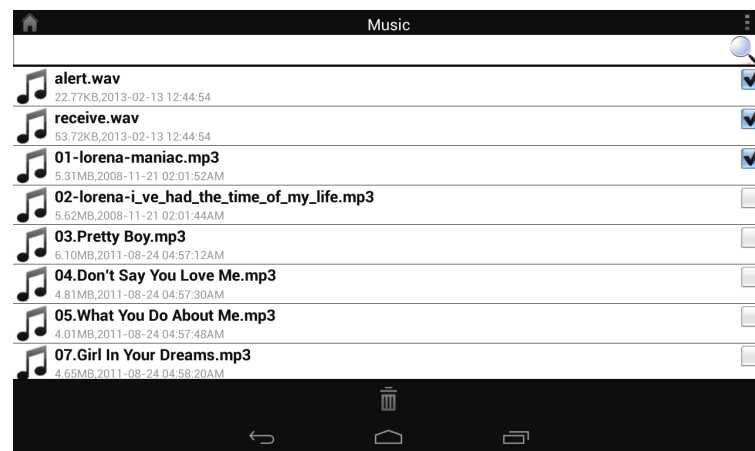 Music
alert.wav
22.77KB,2013-02-13 12:44:54
receive.wav
53.72KB,2013-02-13 12:44:54
01-lorena-maniac.mp3
5.31MB,2008-11-21 02:01:52AM
02-lorena-i_ve_had_the_time_of_my_life.mp3
5.62MB,2008-11-21 02:01:44AM
03.Pretty Boy.mp3
6.10MB,2011-08-24 04:57:12AM
04.Don't Say You Love Me.mp3
4.81MB,2011-08-24 04:57:30AM
05.What You Do About Me.mp3
4.01MB,2011-08-24 04:57:48AM
07.Girl In Your Dreams.mp3
4.65MB,2011-08-24 04:58:20AM